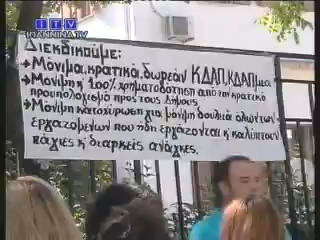 ITV
IOANNINA TV
Διεκδικούμε:
→Μόνιμα, κρατικά, δωρεάν ΚΔΑΠ, ΚΔΑΠμεα
→Μόνιμη κ' 100% χρηματοδότηση από τον κρατικό
προϋπολογισμό προς τους Δήμους
→Μόνιμη κατοχύρωση για μόνιμη δουλειά όλων των
εργαζομένων που ήδη εργάζονται κ' καλύπτουν
πάγιες κ' διαρκείς ανάγκες.